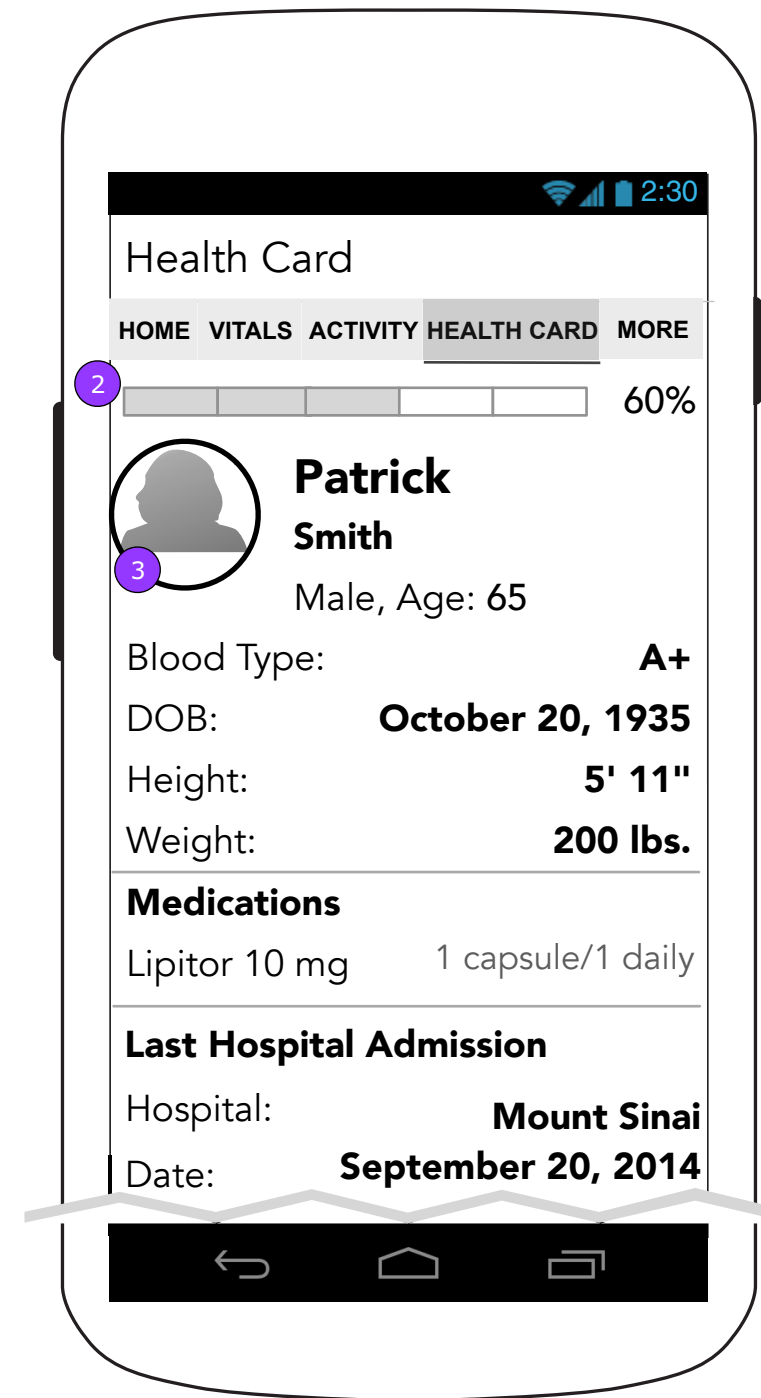 2:30
Health Card
HOME VITALS ACTIVITY HEALTH CARD MORE
2
60%
Patrick
Smith
3
Male, Age: 65
Blood Type: A+
DOB: October 20, 1935
Height: 5' 11"
Weight: 200 lbs.
Medications
Lipitor 10 mg 1 capsule/1 daily
Last Hospital Admission
Hospital: Mount Sinai
Date: September 20, 2014